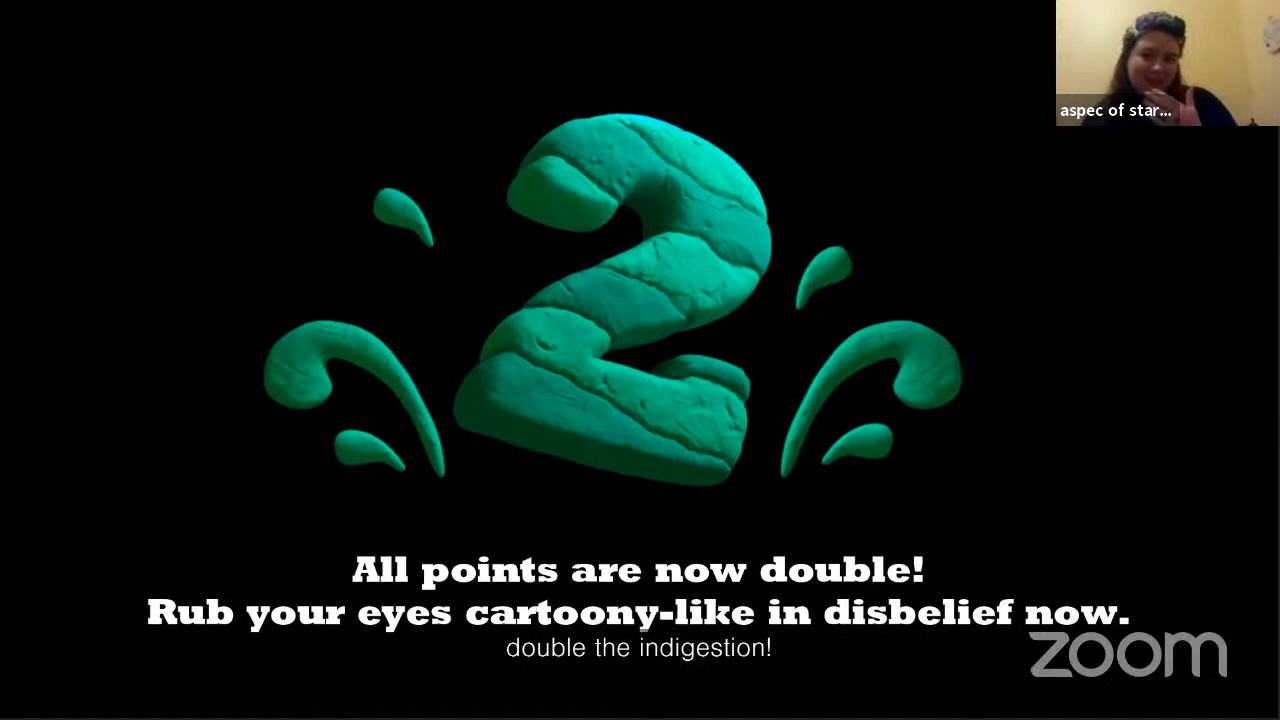 aspec of star...
2
All points are now double!
Rub your eyes cartoony-like in disbelief now.
double the indigestion!
zoom